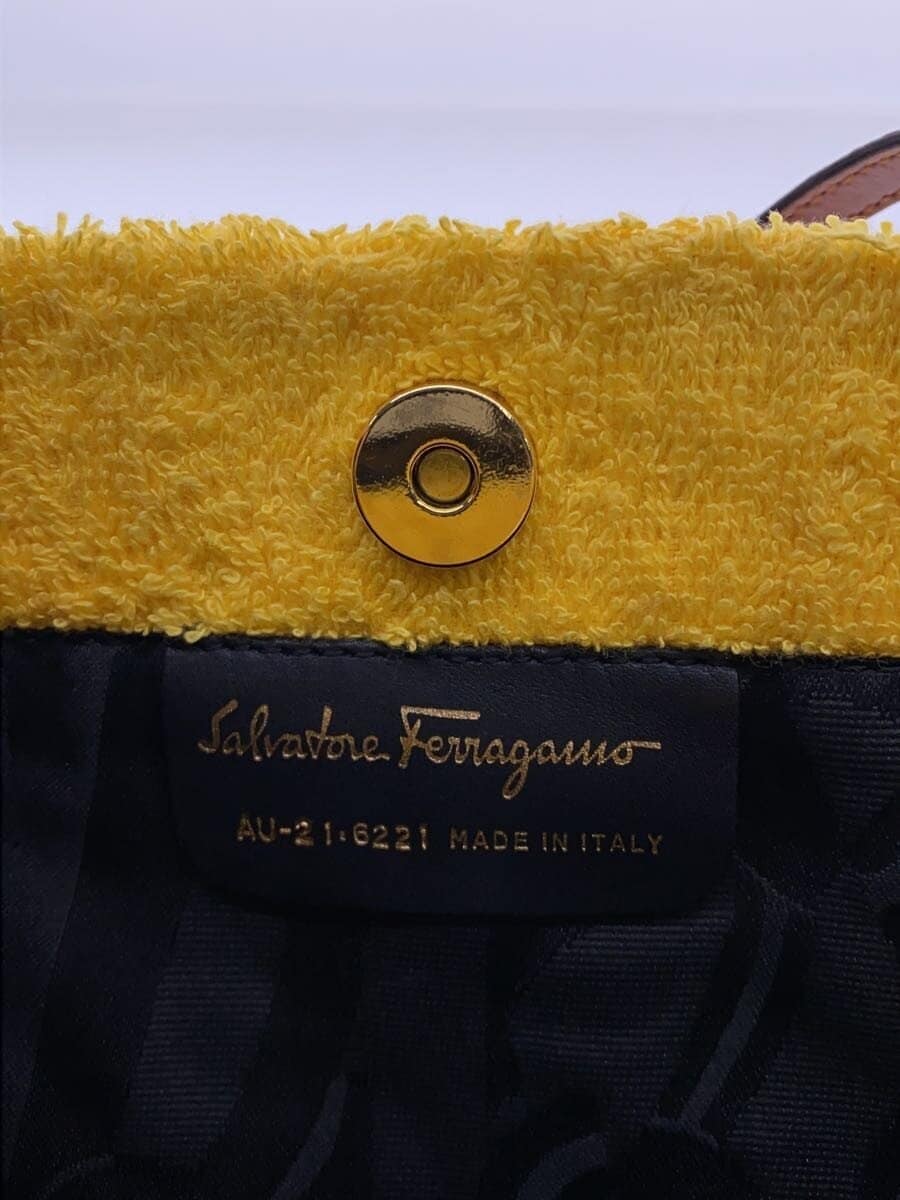 Salvatore Ferragamo
AU-21·6221 MADE IN ITALY